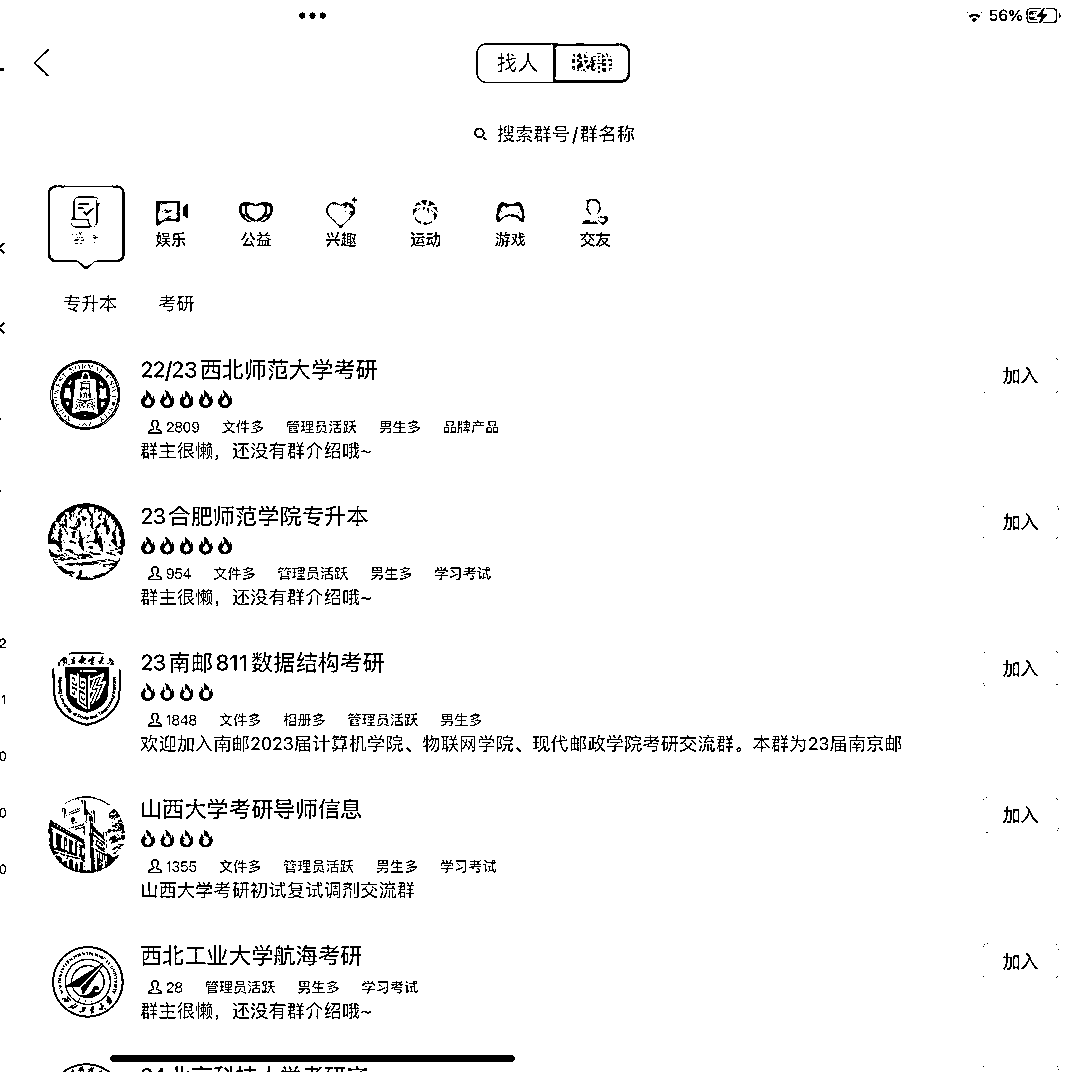 56%
找人
搜索群号/群名称
娱乐 公益 兴趣 运动 游戏 交友
专升本 考研
22/23西北师范大学考研
加入
2809 文件多 管理员活跃 男生多 品牌产品
群主很懒，还没有群介绍哦~
23合肥师范学院专升本
加入
954 文件多 管理员活跃 男生多 学习考试
群主很懒，还没有群介绍哦~
23南邮811数据结构考研
加入
1848 文件多 相册多 管理员活跃 男生多
欢迎加入南邮2023届计算机学院、物联网学院、现代邮政学院考研交流群。本群为23届南京邮
山西大学考研导师信息
加入
1355 文件多 管理员活跃 男生多 学习考试
山西大学考研初试复试调剂交流群
西北工业大学航海考研
加入
28 管理员活跃 男生多 学习考试
群主很懒，还没有群介绍哦~